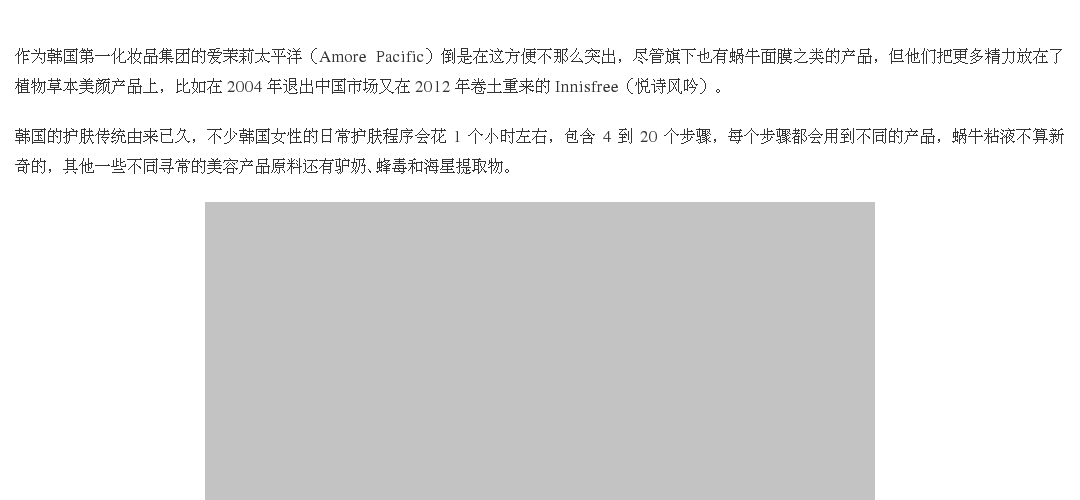 作为韩国第一化妆品集团的爱茉莉太平洋（Amore Pacific）倒是在这方便不那么突出，尽管旗下也有蜗牛面膜之类的产品，但他们把更多精力放在了
植物草本美颜产品上，比如在 2004 年退出中国市场又在 2012 年卷土重来的 Innisfree（悦诗风吟）。
韩国的护肤传统由来已久，不少韩国女性的日常护肤程序会花 1 个小时左右，包含 4 到 20 个步骤，每个步骤都会用到不同的产品，蜗牛粘液不算新
奇的，其他一些不同寻常的美容产品原料还有驴奶、蜂毒和海星提取物。